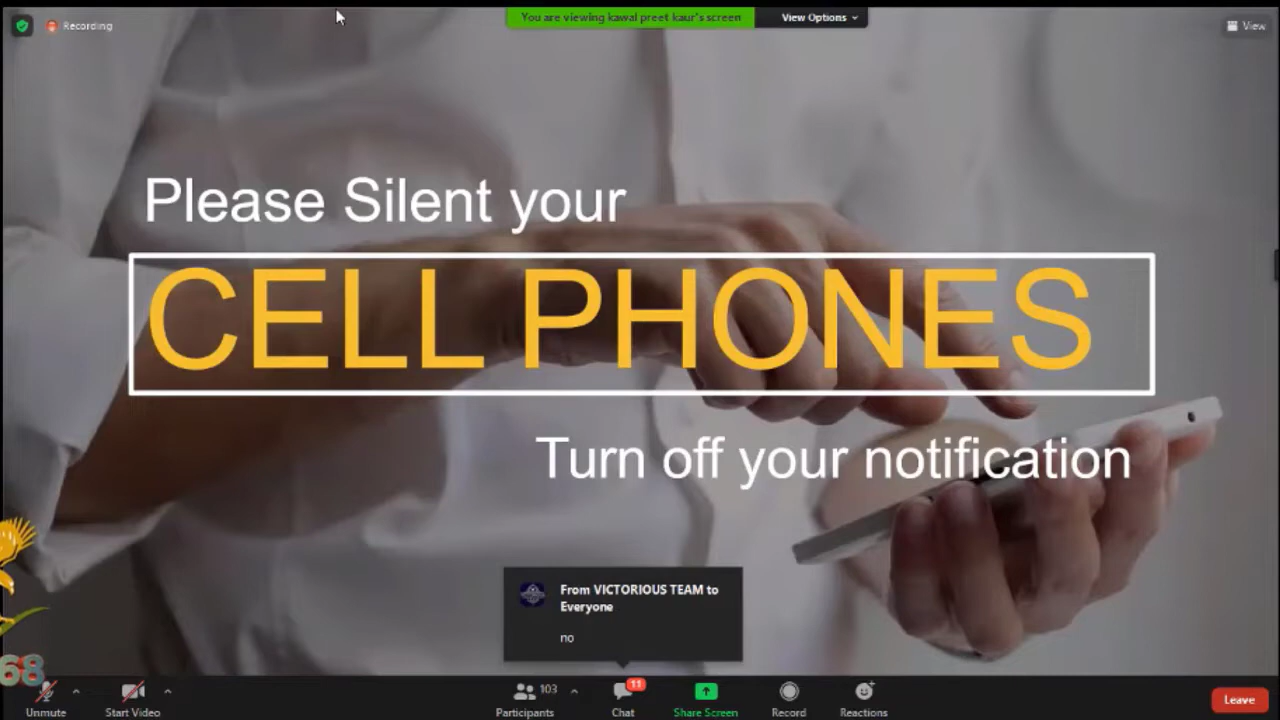 Recording
You are viewing kawal preet kaur's screen
View Options
View
Please Silent your
CELL PHONES
Turn off your notification
From VICTORIOUS TEAM to
Everyone
no
68
103
11
Unmute
Start Video
Participants
Chat
Share Screen
Record
Reactions
Leave